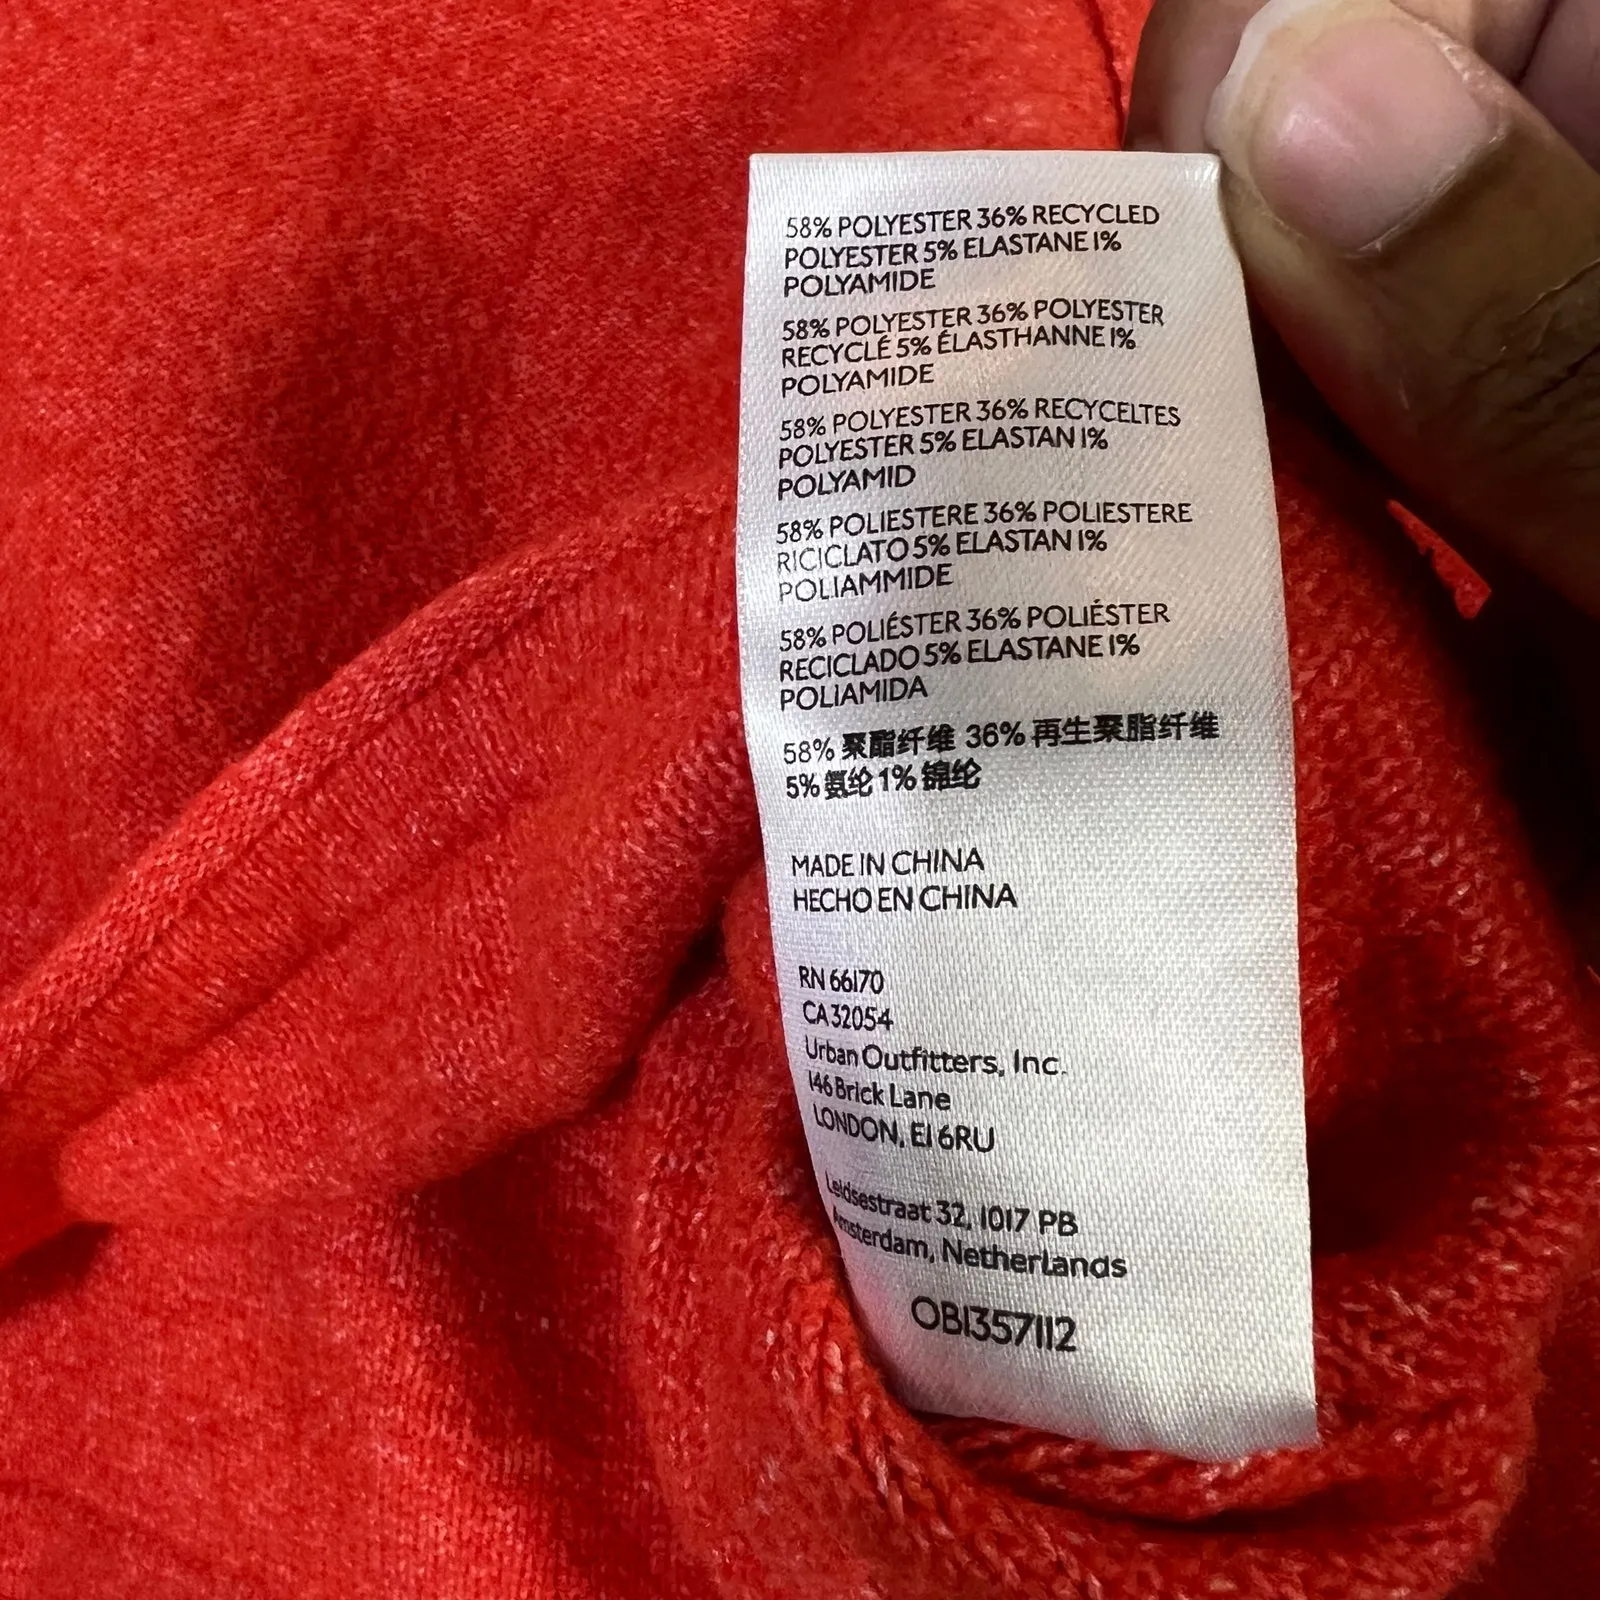 58% POLYESTER 36% RECYCLED
POLYESTER 5% ELASTANE 1%
POLYAMIDE
58% POLYESTER 36% POLYESTER
RECYCLÉ 5% ÉLASTHANNE 1%
POLYAMIDE
58% POLYESTER 36% RECYCELTES
POLYESTER 5% ELASTAN 1%
POLYAMID
58% POLIESTERE 36% POLIESTERE
RICICLATO 5% ELASTAN 1%
POLIAMMIDE
58% POLIÉSTER 36% POLIÉSTER
RECICLADO 5% ELASTANE 1%
POLIAMIDA
58% 聚酯纤维 36% 再生聚脂纤维
5% 氨纶 1% 锦纶
MADE IN CHINA
HECHO EN CHINA
RN 66170
CA 32054
Urban Outfitters, Inc.
146 Brick Lane
LONDON, E1 6RU
Leidsestraat 32, 1017 PB
Amsterdam, Netherlands
OB1357112